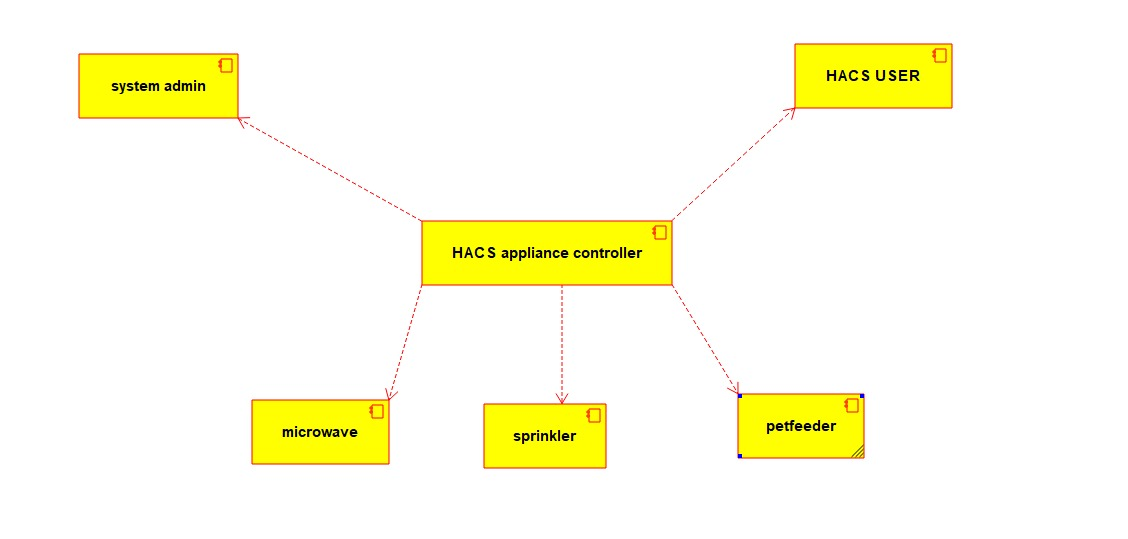 system admin
HACS USER
HACS appliance controller
microwave
sprinkler
petfeeder